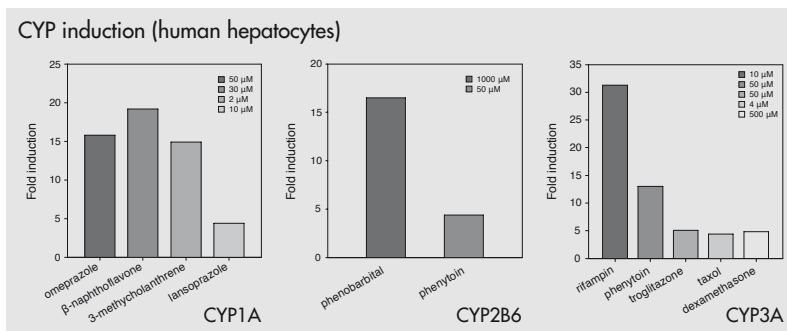 CYP induction (human hepatocytes)
Fold induction
25
20
15
10
5
0
50 µM
30 µM
2 µM
10 µM
omeprazole
β-naphthoflavone
3-methycholanthrene
lansoprazole
CYP1A
Fold induction
20
15
10
5
0
1000 µM
50 µM
phenobarbital
phenytoin
CYP2B6
Fold induction
35
30
25
20
15
10
5
0
10 µM
50 µM
50 µM
4 µM
500 µM
rifampin
phenytoin
troglitazone
taxol
dexamethasone
CYP3A